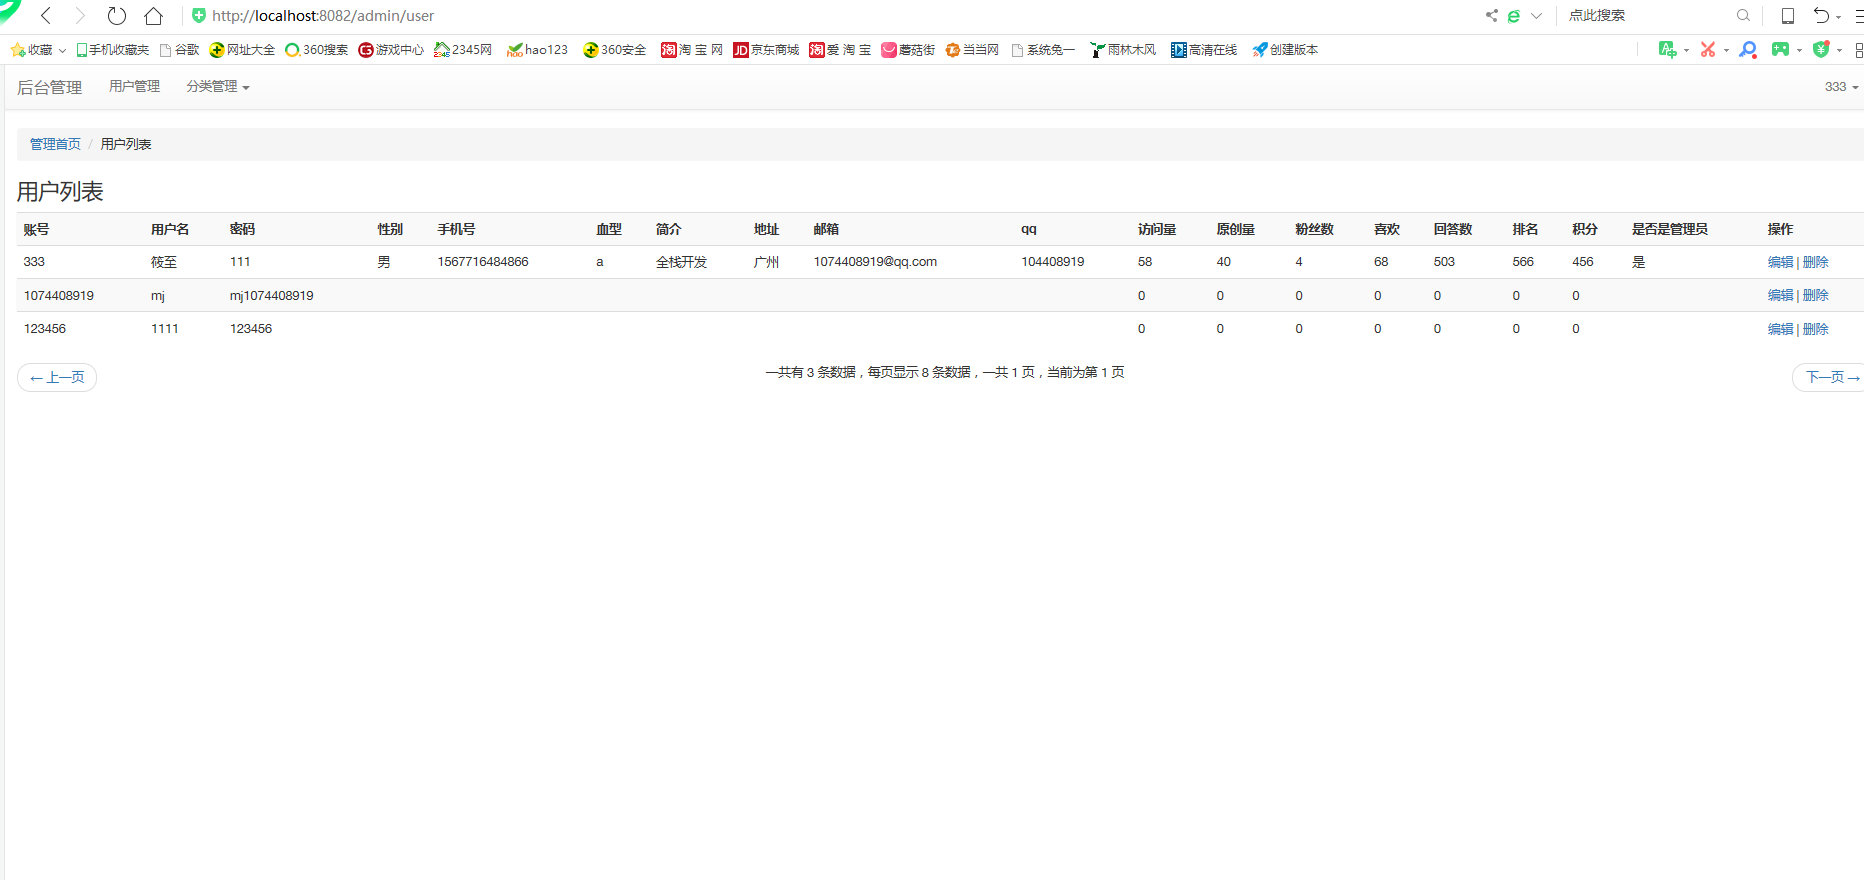 http://localhost:8082/admin/user 点此搜索
收藏 手机收藏夹 谷歌 网址大全 360搜索 游戏中心 2345网 hao123 360安全 淘 宝 网 京东商城 爱 淘 宝 蘑菇街 当当网 系统免一 雨林木风 高清在线 创建版本
后台管理 用户管理 分类管理 333
管理首页 / 用户列表
用户列表
账号 用户名 密码 性别 手机号 血型 简介 地址 邮箱 qq 访问量 原创量 粉丝数 喜欢 回答数 排名 积分 是否是管理员 操作
333 筱至 111 男 1567716484866 a 全栈开发 广州 1074408919@qq.com 104408919 58 40 4 68 503 566 456 是 编辑 | 删除
1074408919 mj mj1074408919 0 0 0 0 0 0 0 编辑 | 删除
123456 1111 123456 0 0 0 0 0 0 0 编辑 | 删除
←上一页 一共有 3 条数据，每页显示 8 条数据，一共 1 页，当前为第 1 页 下一页→